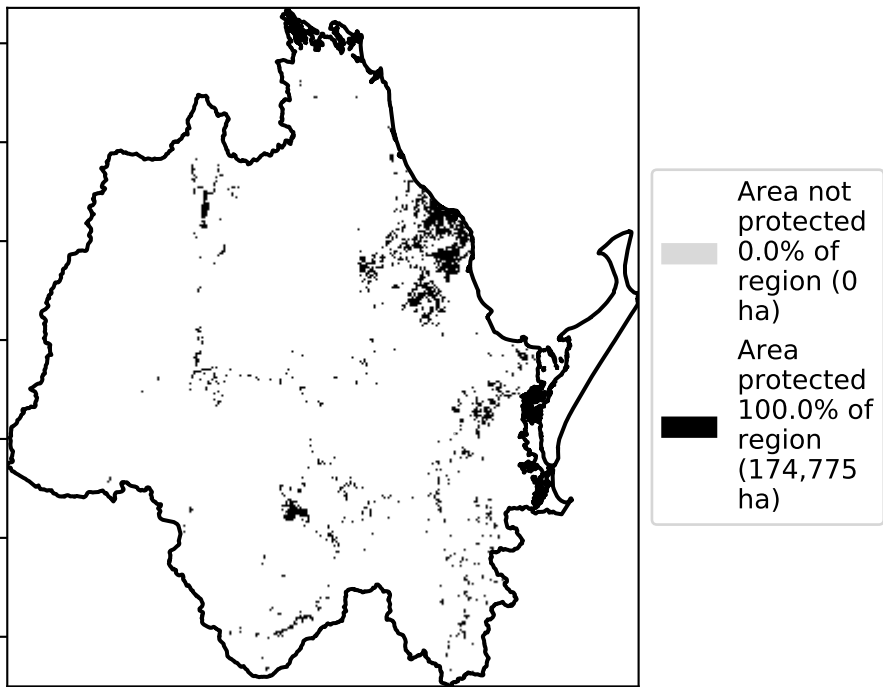 Area not
protected
0.0% of
region (0
ha)
Area
protected
100.0% of
region
(174,775
ha)